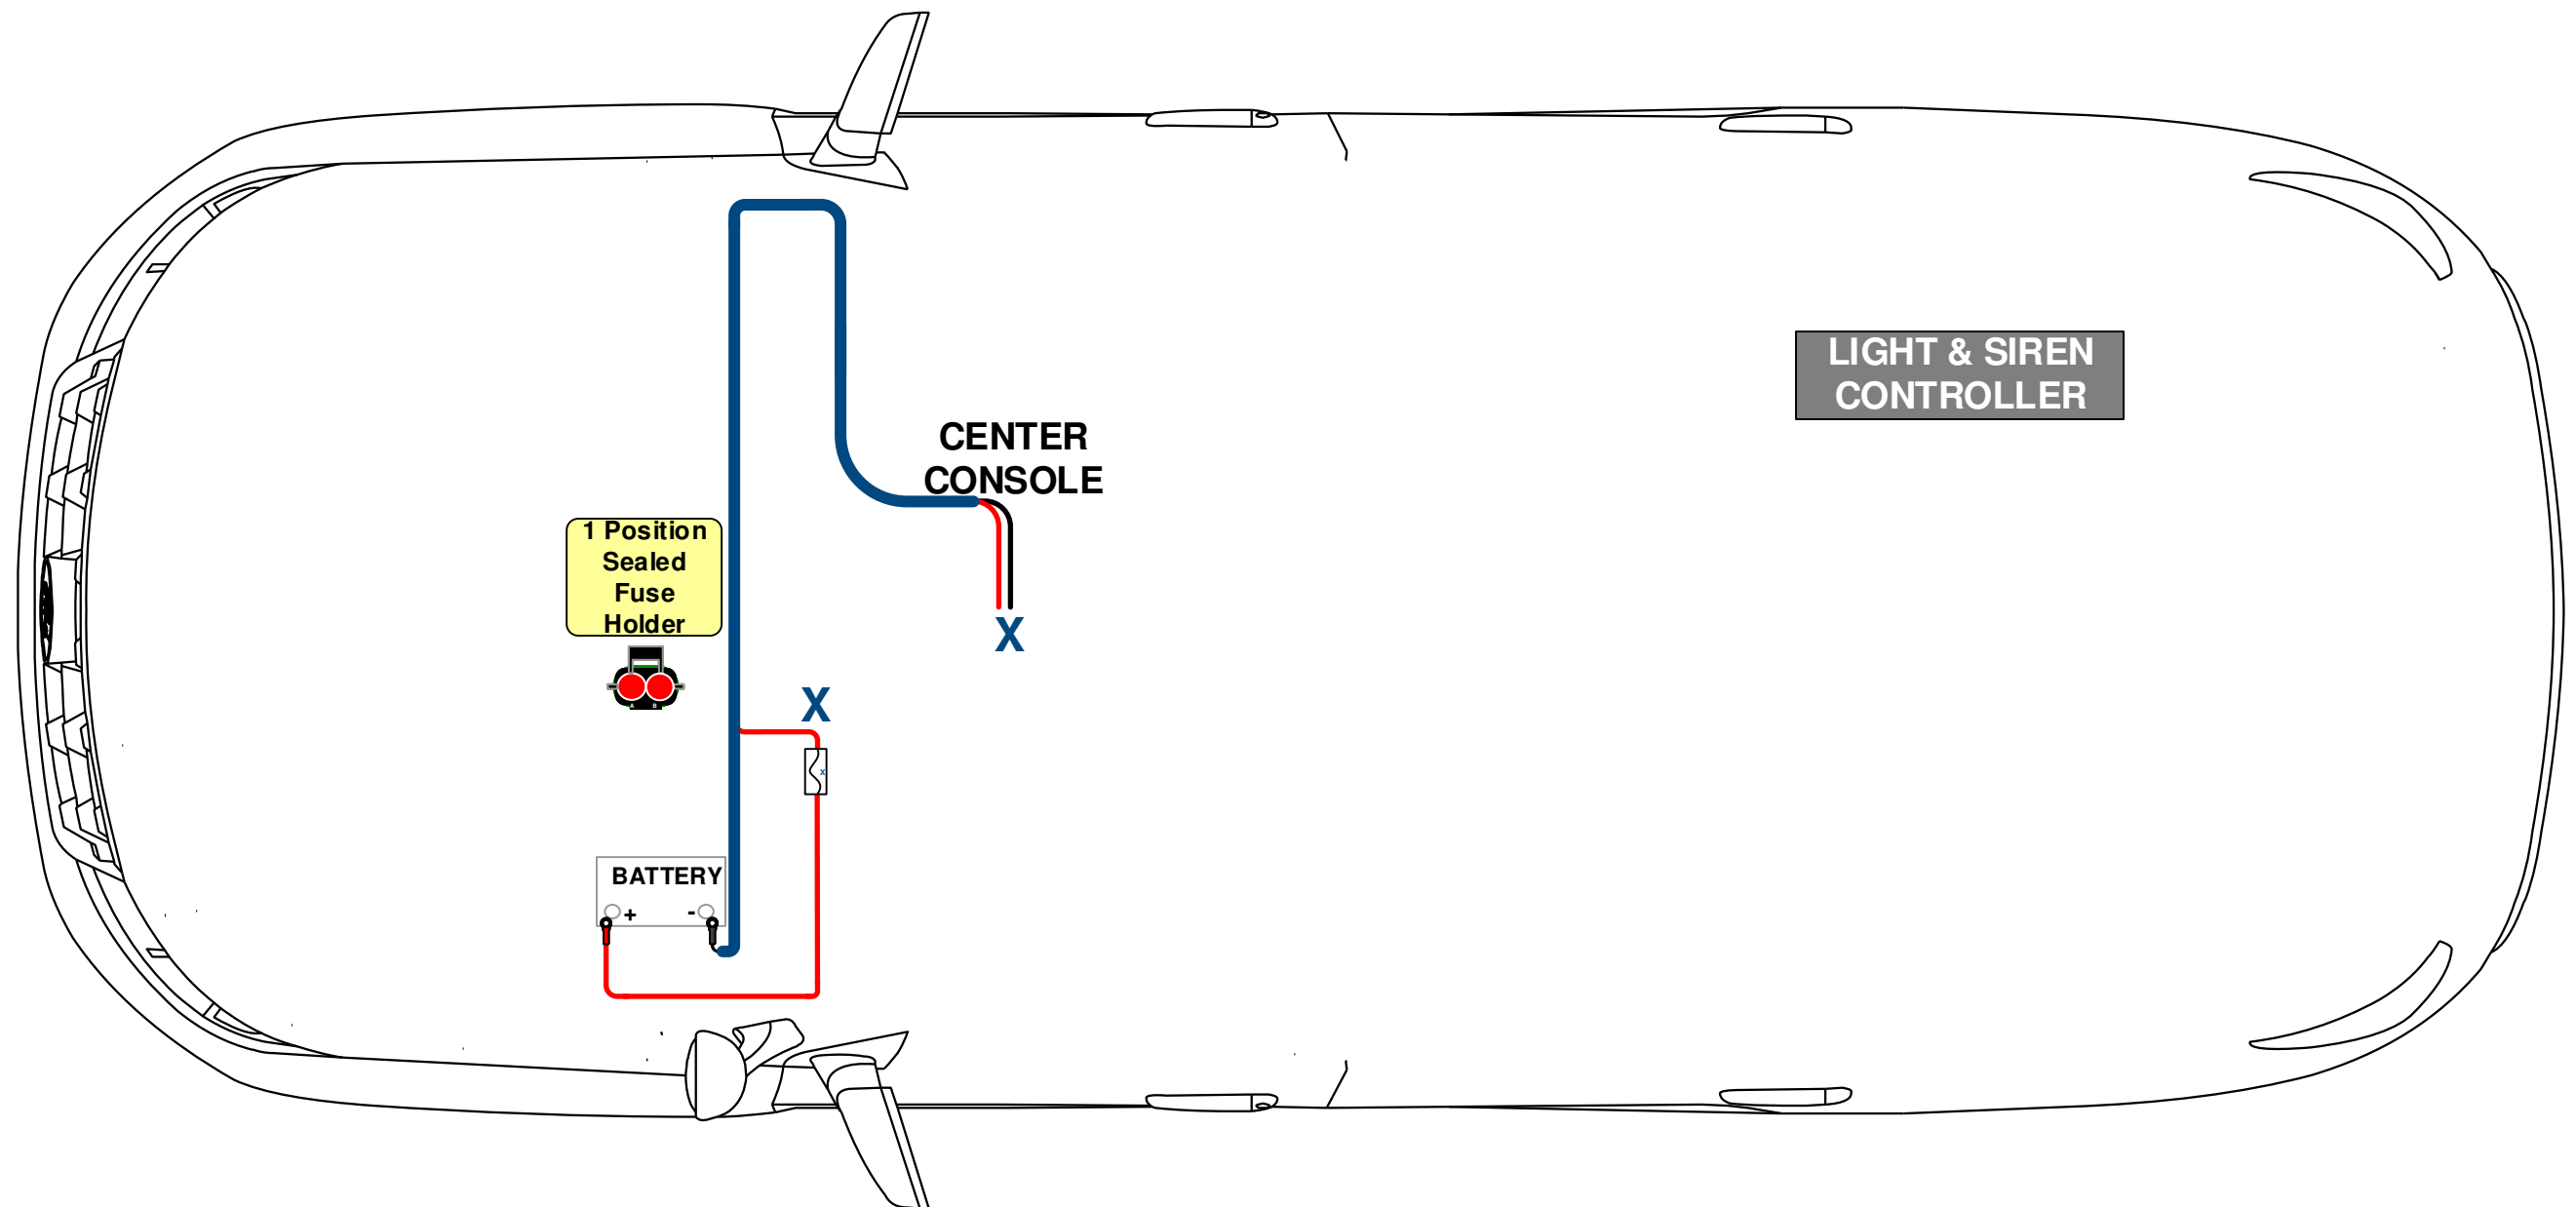 LIGHT & SIREN
CONTROLLER
CENTER
CONSOLE
1 Position
Sealed
Fuse
Holder
X
A B
X
x
BATTERY
+ -